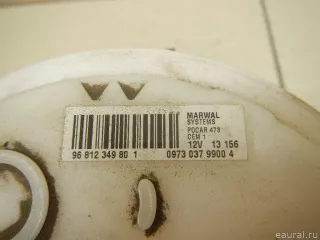 MARWAL
SYSTEMS
POCAR 473
CEM 1
12V 13 156
96 812 349 80 1 0973 037 9900 4
eaural.ru